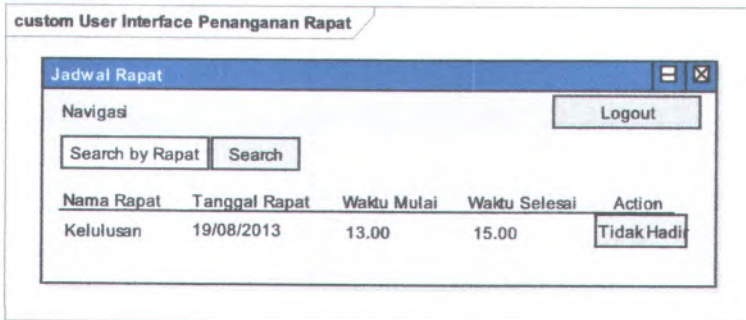 custom User Interface Penanganan Rapat
Jadwal Rapat
Navigasi
Logout
Search by Rapat Search
Nama Rapat Tanggal Rapat Waktu Mulai Waktu Selesai Action
Kelulusan 19/08/2013 13.00 15.00 Tidak Hadir